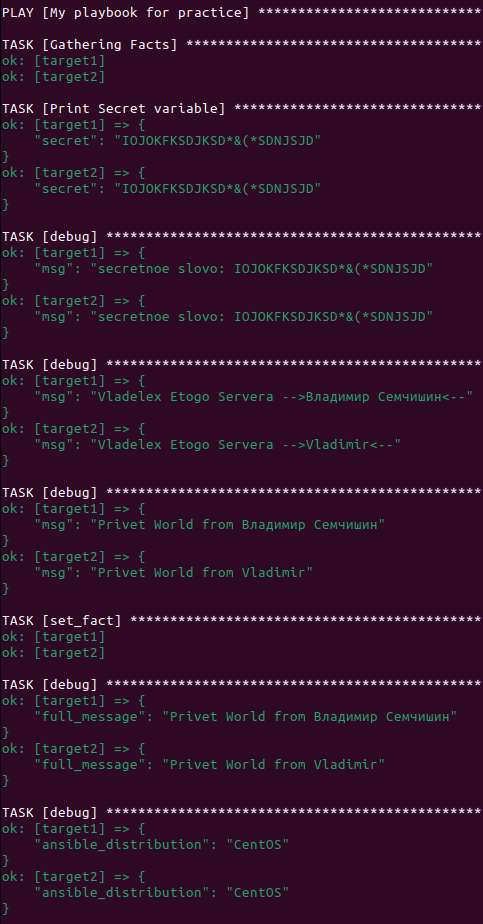 PLAY [My playbook for practice] ****************************
TASK [Gathering Facts] *************************************
ok: [target1]
ok: [target2]
TASK [Print Secret variable] *******************************
ok: [target1] => {
    "secret": "IOJOKFKSDJKSD*&(*SDNJSJD"
}
ok: [target2] => {
    "secret": "IOJOKFKSDJKSD*&(*SDNJSJD"
}
TASK [debug] ***********************************************
ok: [target1] => {
    "msg": "secretnoe slovo: IOJOKFKSDJKSD*&(*SDNJSJD"
}
ok: [target2] => {
    "msg": "secretnoe slovo: IOJOKFKSDJKSD*&(*SDNJSJD"
}
TASK [debug] ***********************************************
ok: [target1] => {
    "msg": "Vladelex Etogo Servera -->Владимир Семчишин<--"
}
ok: [target2] => {
    "msg": "Vladelex Etogo Servera -->Vladimir<--"
}
TASK [debug] ***********************************************
ok: [target1] => {
    "msg": "Privet World from Владимир Семчишин"
}
ok: [target2] => {
    "msg": "Privet World from Vladimir"
}
TASK [set_fact] ********************************************
ok: [target1]
ok: [target2]
TASK [debug] ***********************************************
ok: [target1] => {
    "full_message": "Privet World from Владимир Семчишин"
}
ok: [target2] => {
    "full_message": "Privet World from Vladimir"
}
TASK [debug] ***********************************************
ok: [target1] => {
    "ansible_distribution": "CentOS"
}
ok: [target2] => {
    "ansible_distribution": "CentOS"
}